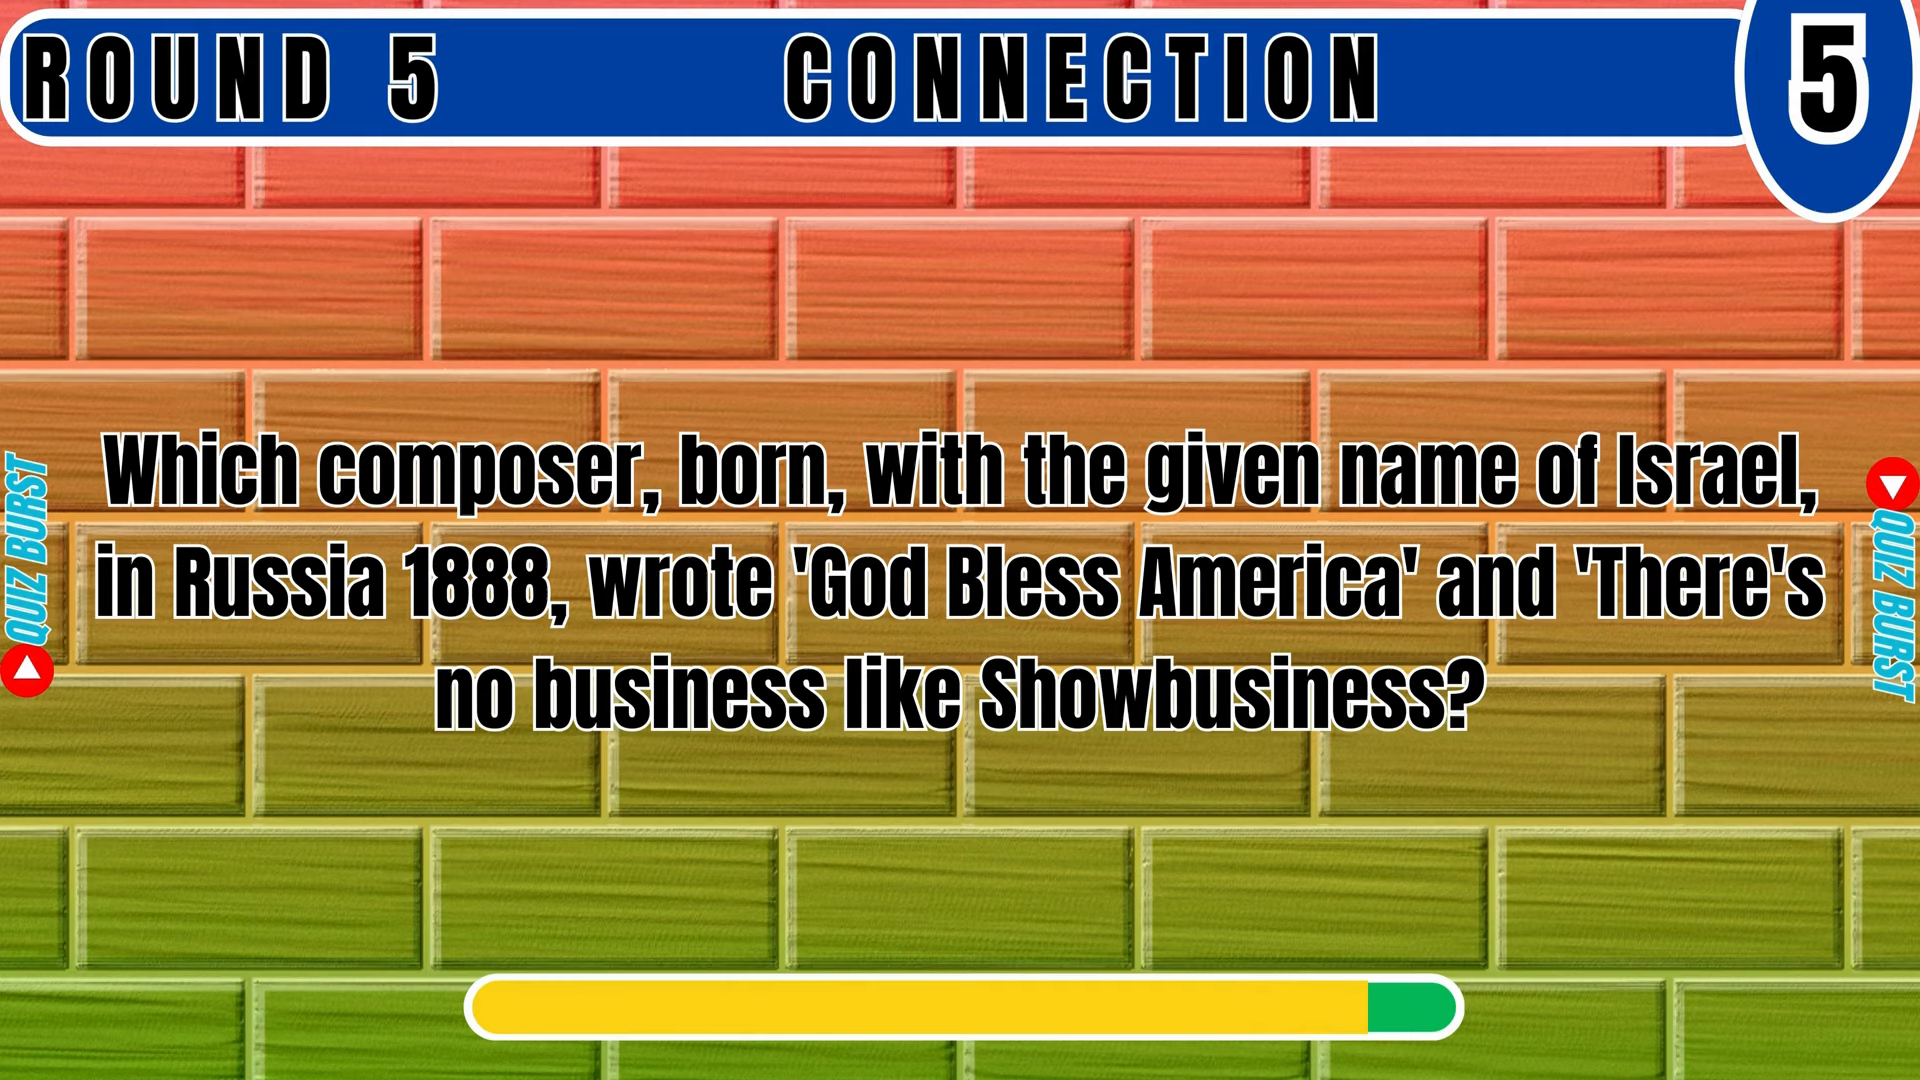 ROUND 5 CONNECTION 5
Which composer, born, with the given name of Israel,
in Russia 1888, wrote 'God Bless America' and 'There's
no business like Showbusiness?
QUIZ BURST
QUIZ BURST